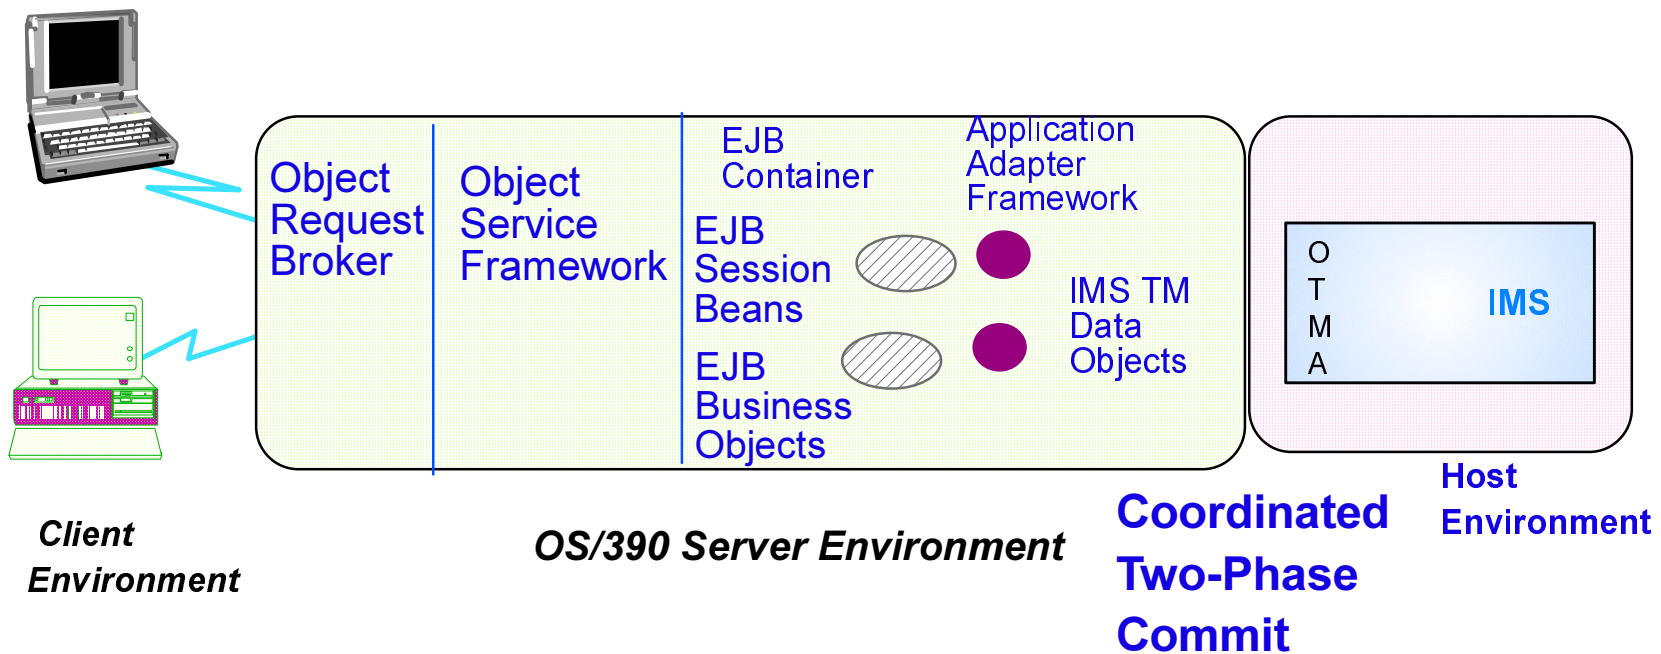 Object
Request
Broker
Object
Service
Framework
EJB
Container
EJB
Session
Beans
EJB
Business
Objects
Application
Adapter
Framework
IMS TM
Data
Objects
O
T
M
A
IMS
Client
Environment
OS/390 Server Environment
Coordinated
Two-Phase
Commit
Host
Environment